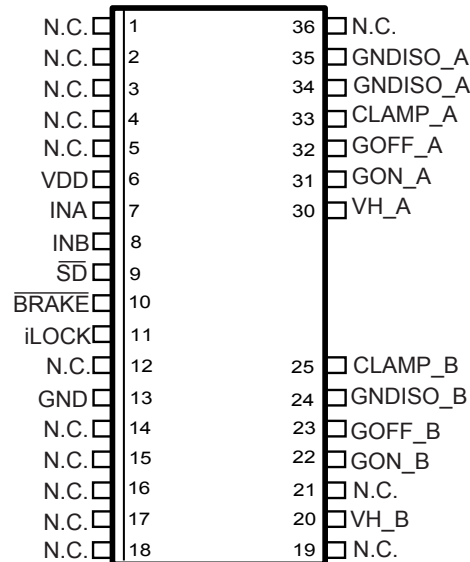 N.C. 1 36 N.C.
N.C. 2 35 GNDISO_A
N.C. 3 34 GNDISO_A
N.C. 4 33 CLAMP_A
N.C. 5 32 GOFF_A
VDD 6 31 GON_A
INA 7 30 VH_A
INB 8
SD 9
BRAKE 10
iLOCK 11
N.C. 12 25 CLAMP_B
GND 13 24 GNDISO_B
N.C. 14 23 GOFF_B
N.C. 15 22 GON_B
N.C. 16 21 N.C.
N.C. 17 20 VH_B
N.C. 18 19 N.C.